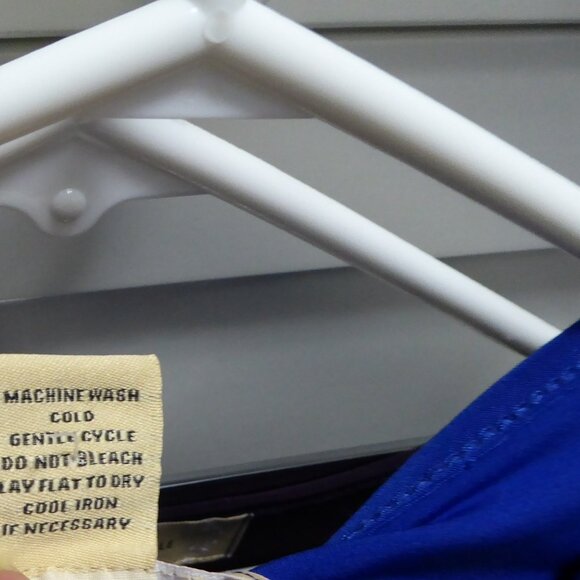 MACHINE WASH
COLD
GENTLE CYCLE
DO NOT BLEACH
LAY FLAT TO DRY
COOL IRON
IF NECESSARY